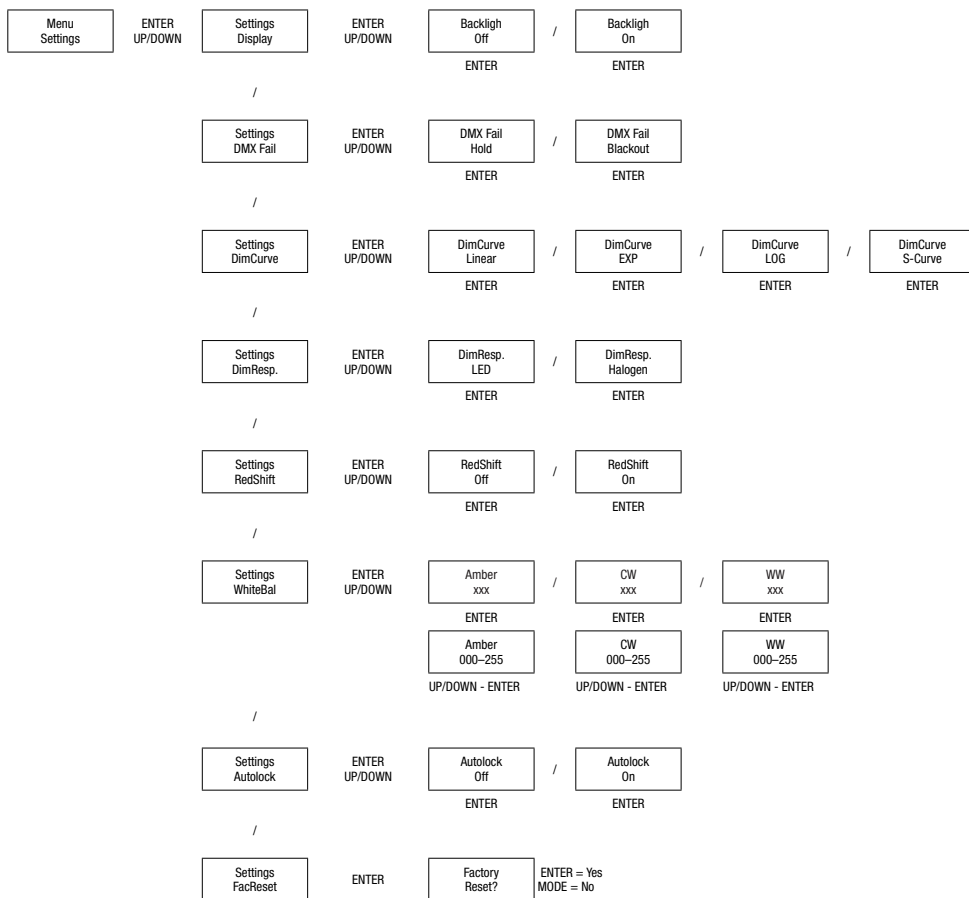 Menu
Settings
ENTER
UP/DOWN
Settings
Display
ENTER
UP/DOWN
Backligh
Off
/
Backligh
On
ENTER
ENTER
/
Settings
DMX Fail
ENTER
UP/DOWN
DMX Fail
Hold
/
DMX Fail
Blackout
ENTER
ENTER
/
Settings
DimCurve
ENTER
UP/DOWN
DimCurve
Linear
/
DimCurve
EXP
/
DimCurve
LOG
/
DimCurve
S-Curve
ENTER
ENTER
ENTER
ENTER
/
Settings
DimResp.
ENTER
UP/DOWN
DimResp.
LED
/
DimResp.
Halogen
ENTER
ENTER
/
Settings
RedShift
ENTER
UP/DOWN
RedShift
Off
/
RedShift
On
ENTER
ENTER
/
Settings
WhiteBal
ENTER
UP/DOWN
Amber
xxx
/
CW
xxx
/
WW
xxx
ENTER
ENTER
ENTER
Amber
000–255
CW
000–255
WW
000–255
UP/DOWN - ENTER
UP/DOWN - ENTER
UP/DOWN - ENTER
/
Settings
Autolock
ENTER
UP/DOWN
Autolock
Off
/
Autolock
On
ENTER
ENTER
/
Settings
FacReset
ENTER
Factory
Reset?
ENTER = Yes
MODE = No